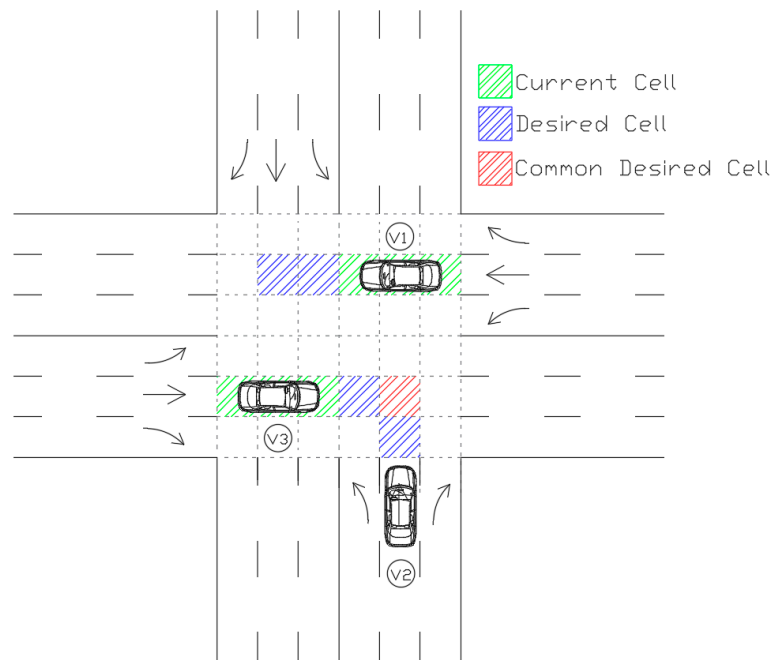 Current Cell
Desired Cell
Common Desired Cell
V1
V3
V2